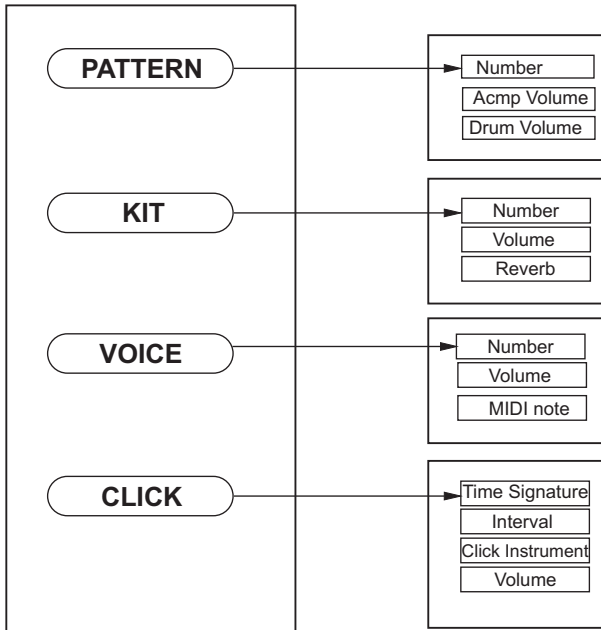 PATTERN
Number
Acmp Volume
Drum Volume
KIT
Number
Volume
Reverb
VOICE
Number
Volume
MIDI note
CLICK
Time Signature
Interval
Click Instrument
Volume